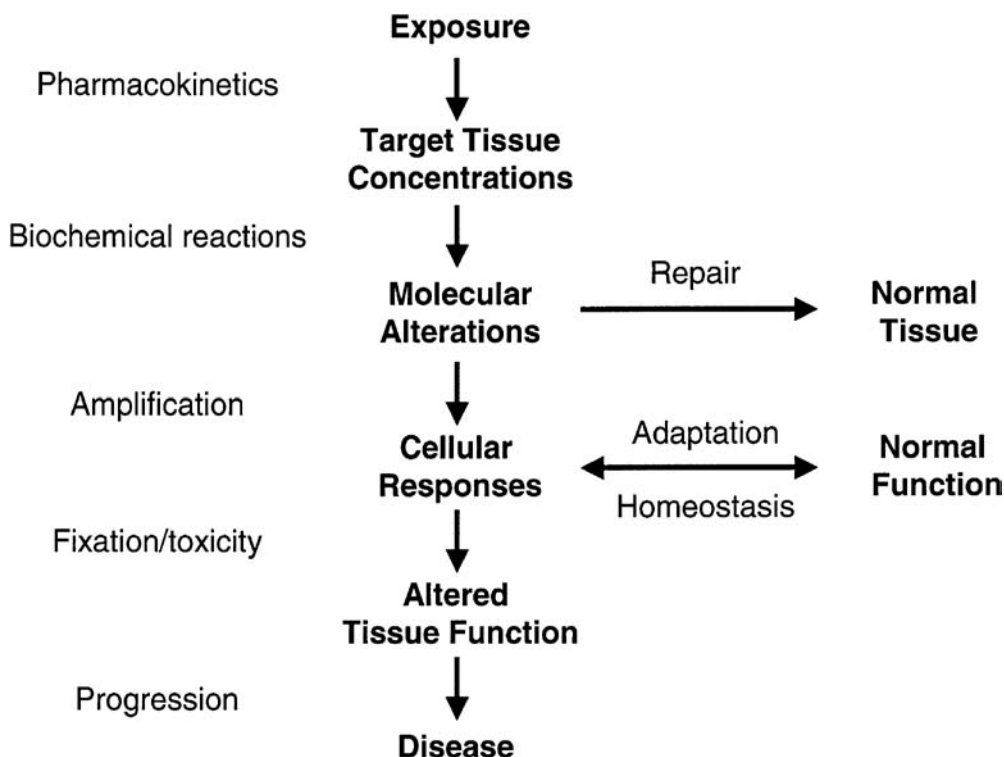 Exposure
Pharmacokinetics
Target Tissue
Concentrations
Biochemical reactions
Molecular
Alterations
Repair
Normal
Tissue
Amplification
Cellular
Responses
Adaptation
Homeostasis
Normal
Function
Fixation/toxicity
Altered
Tissue Function
Progression
Disease